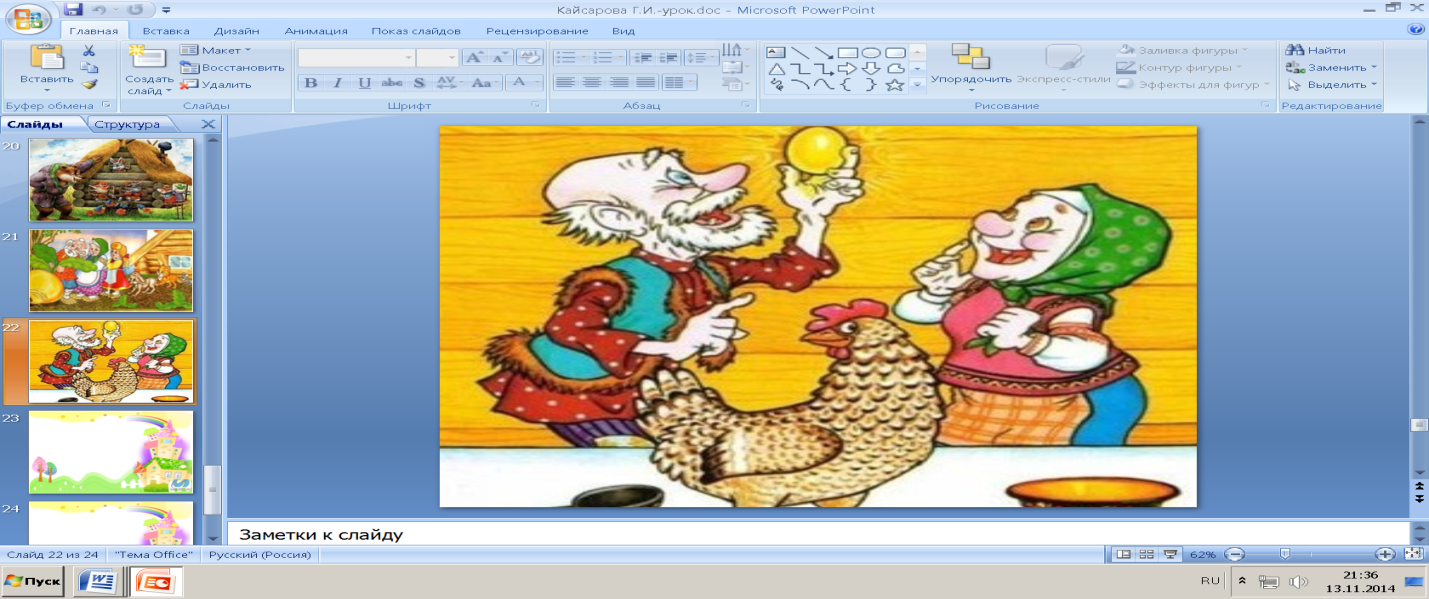 Кайсарова Г.И.-урок.doc - Microsoft PowerPoint
Главная Вставка Дизайн Анимация Показ слайдов Рецензирование Вид
Вставить
Буфер обмена
Создать слайд
Макет
Восстановить
Удалить
Слайды
Ж К Ч abc S AV Aa A
Шрифт
Абзац
Упорядочить
Экспресс-стили
Заливка фигуры
Контур фигуры
Эффекты для фигур
Рисование
Найти
Заменить
Выделить
Редактирование
Слайды Структура
20
21
22
23
24
Заметки к слайду
Слайд 22 из 24 "Тема Office" Русский (Россия) 62%
Пуск RU 21:36
13.11.2014